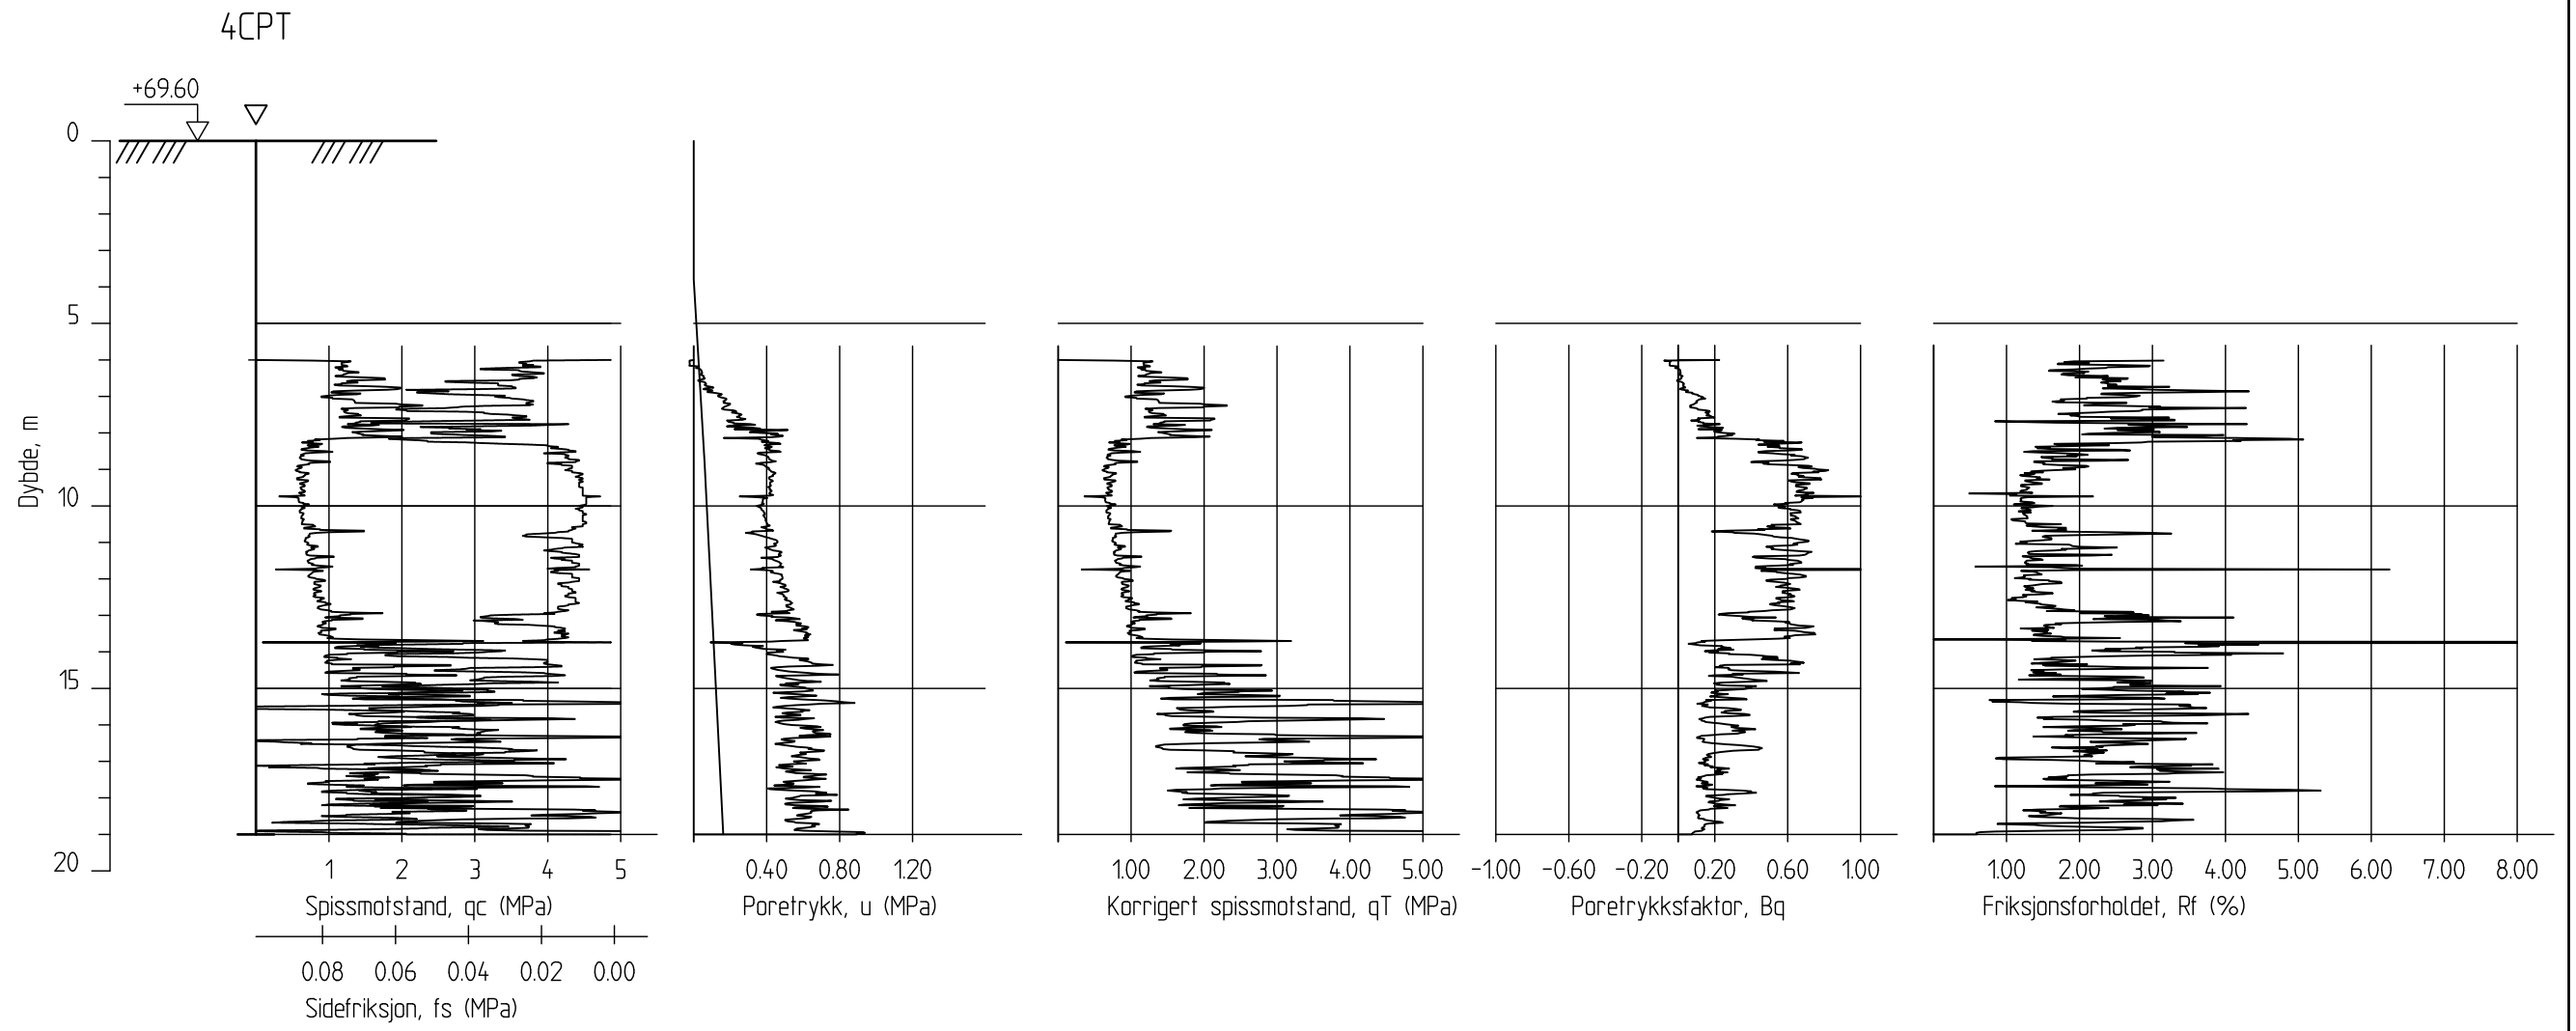 4CPT
+69.60
0
5
10
15
20
Dybde, m
1 2 3 4 5
Spissmotstand, qc (MPa)
0.08 0.06 0.04 0.02 0.00
Sidefriksjon, fs (MPa)
0.40 0.80 1.20
Poretrykk, u (MPa)
1.00 2.00 3.00 4.00 5.00
Korrigert spissmotstand, qT (MPa)
-1.00 -0.60 -0.20 0.20 0.60 1.00
Poretrykksfaktor, Bq
1.00 2.00 3.00 4.00 5.00 6.00 7.00 8.00
Friksjonsforholdet, Rf (%)